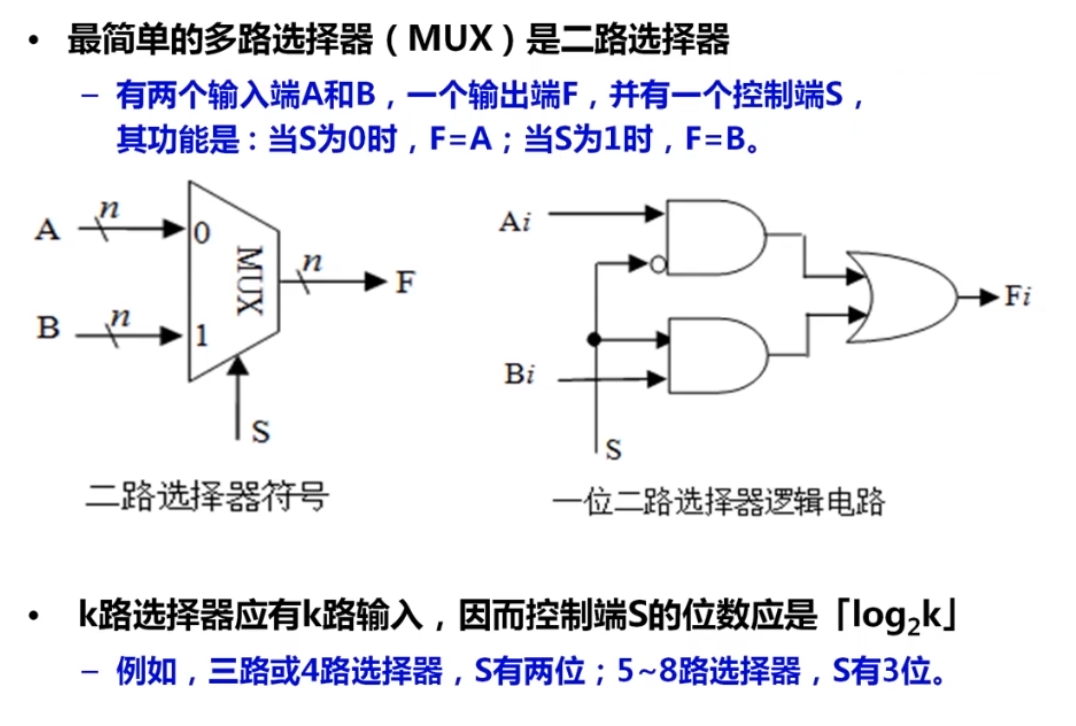 • 最简单的多路选择器（MUX）是二路选择器
– 有两个输入端A和B，一个输出端F，并有一个控制端S，
其功能是：当S为0时，F=A；当S为1时，F=B。
A
n
0
MUX
n
F
B
n
1
S
二路选择器符号
Ai
Bi
S
Fi
一位二路选择器逻辑电路
• k路选择器应有k路输入，因而控制端S的位数应是「log₂k」
– 例如，三路或4路选择器，S有两位；5~8路选择器，S有3位。